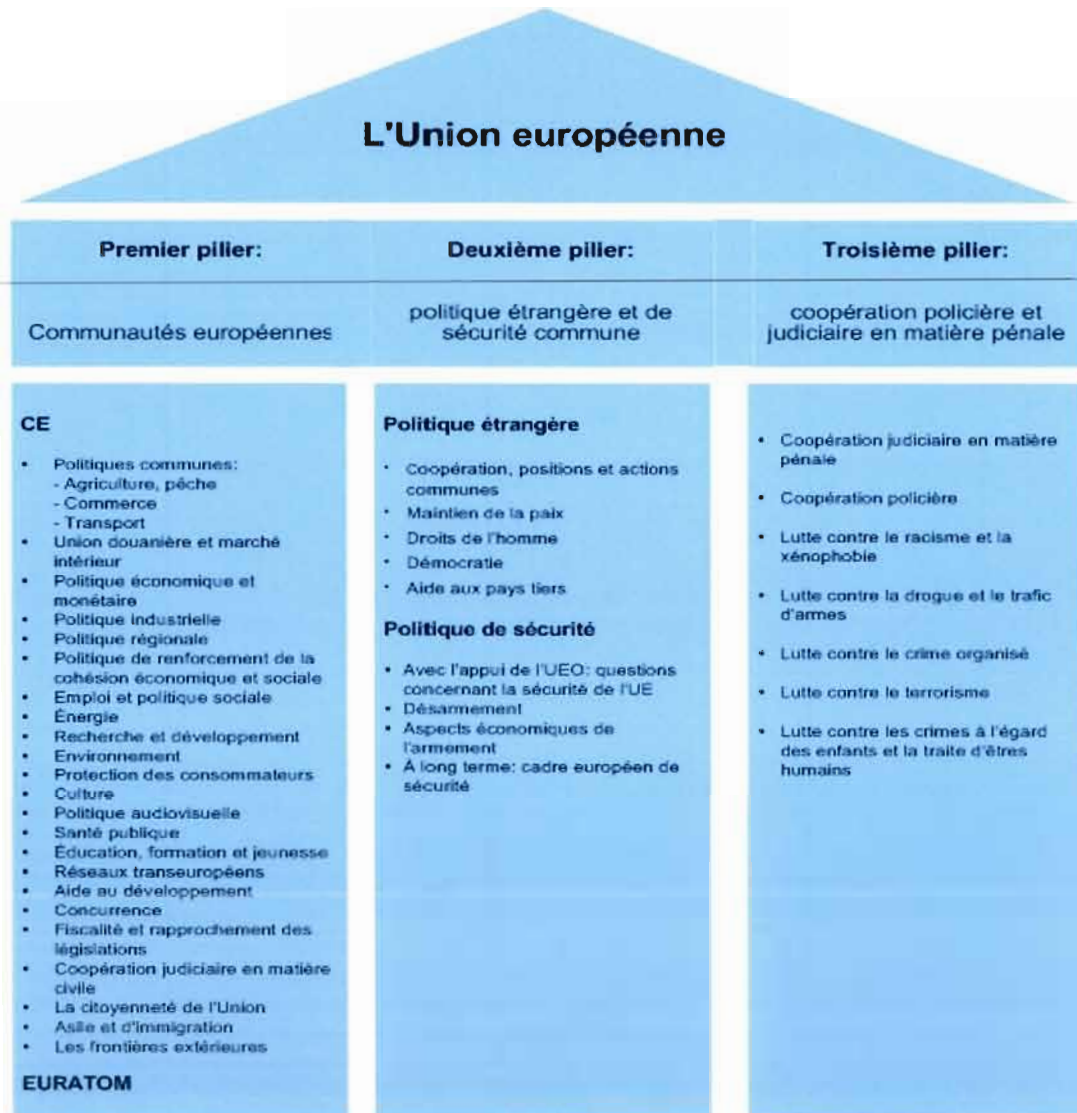 L'Union européenne
Premier pilier:
Communautés européennes
Deuxième pilier:
politique étrangère et de
sécurité commune
Troisième pilier:
coopération policière et
judiciaire en matière pénale
CE
• Politiques communes:
- Agriculture, pêche
- Commerce
- Transport
• Union douanière et marché
intérieur
• Politique économique et
monétaire
• Politique industrielle
• Politique régionale
• Politique de renforcement de la
cohésion économique et sociale
• Emploi et politique sociale
• Énergie
• Recherche et développement
• Environnement
• Protection des consommateurs
• Culture
• Politique audiovisuelle
• Santé publique
• Éducation, formation et jeunesse
• Réseaux transeuropéens
• Aide au développement
• Concurrence
• Fiscalité et rapprochement des
législations
• Coopération judiciaire en matière
civile
• La citoyenneté de l'Union
• Asile et d'immigration
• Les frontières extérieures
EURATOM
Politique étrangère
• Coopération, positions et actions
communes
• Maintien de la paix
• Droits de l'homme
• Démocratie
• Aide aux pays tiers
Politique de sécurité
• Avec l'appui de l'UEO: questions
concernant la sécurité de l'UE
• Désarmement
• Aspects économiques de
l'armement
• À long terme: cadre européen de
sécurité
• Coopération judiciaire en matière
pénale
• Coopération policière
• Lutte contre le racisme et la
xénophobie
• Lutte contre la drogue et le trafic
d'armes
• Lutte contre le crime organisé
• Lutte contre le terrorisme
• Lutte contre les crimes à l'égard
des enfants et la traite d'êtres
humains